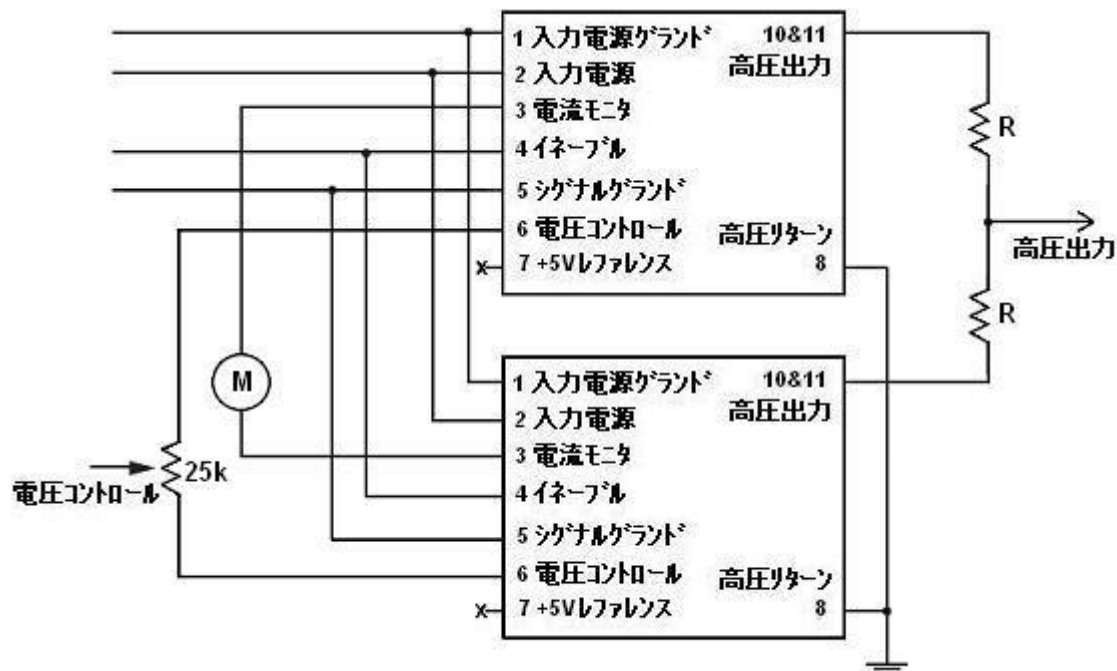 1 入力電源グランド
10&11
2 入力電源
高圧出力
3 電流モニタ
R
4 イネーブル
5 シグナルグランド
6 電圧コントロール
高圧リターン
高圧出力
x
7 +5Vレファレンス
8
R
M
1 入力電源グランド
10&11
2 入力電源
高圧出力
3 電流モニタ
25k
電圧コントロール
4 イネーブル
5 シグナルグランド
6 電圧コントロール
高圧リターン
x
7 +5Vレファレンス
8